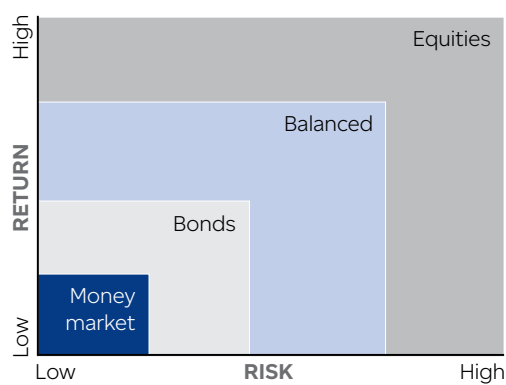 High
Equities
Balanced
RETURN
Bonds
Money
market
Low
Low
RISK
High